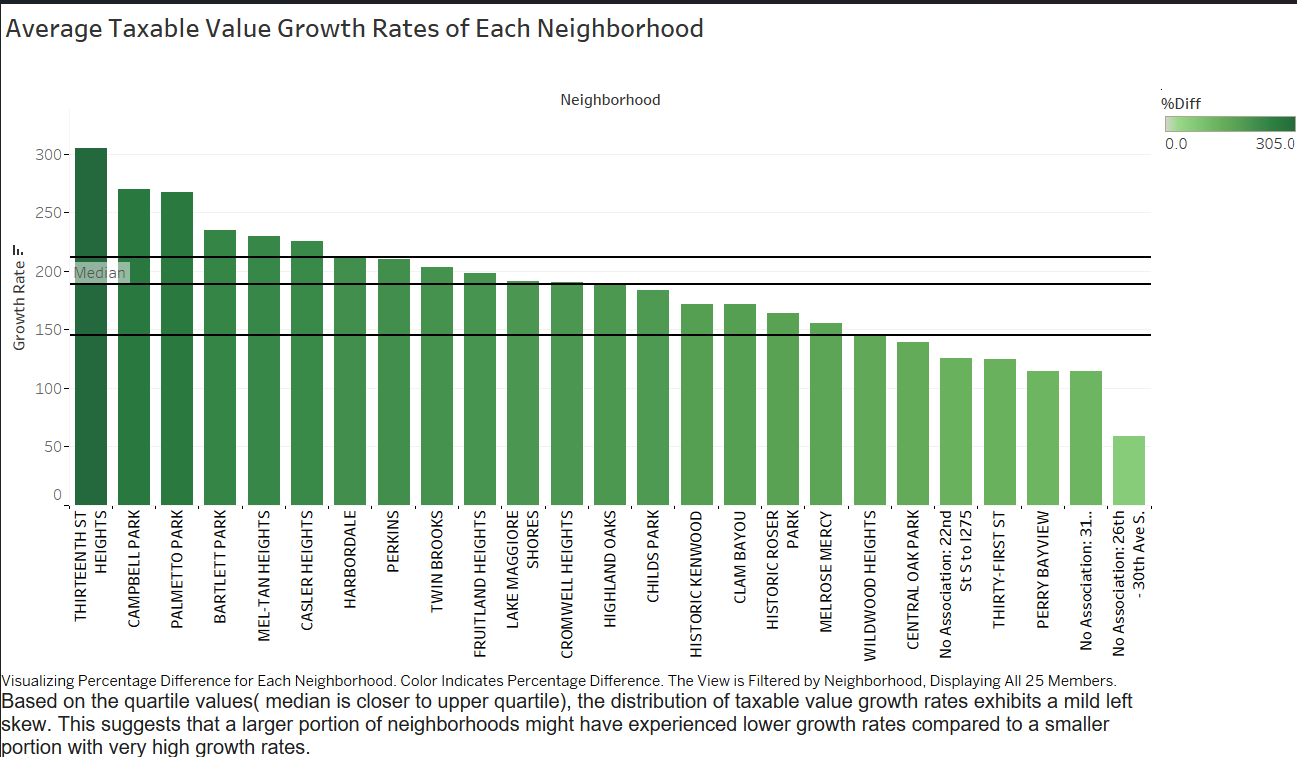 Average Taxable Value Growth Rates of Each Neighborhood
Neighborhood
%Diff
0.0 305.0
Growth Rate
300
250
200
150
100
50
0
Median
THIRTEENTH ST
HEIGHTS
CAMPBELL PARK
PALMETTO PARK
BARTLETT PARK
MEL-TAN HEIGHTS
CASLER HEIGHTS
HARBORDALE
PERKINS
TWIN BROOKS
FRUITLAND HEIGHTS
LAKE MAGGIORE
SHORES
CROMWELL HEIGHTS
HIGHLAND OAKS
CHILDS PARK
HISTORIC KENWOOD
CLAM BAYOU
HISTORIC ROSER
PARK
MELROSE MERCY
WILDWOOD HEIGHTS
CENTRAL OAK PARK
No Association: 22nd
St S to I275
THIRTY-FIRST ST
PERRY BAYVIEW
No Association: 31..
No Association: 26th
- 30th Ave S.
Visualizing Percentage Difference for Each Neighborhood. Color Indicates Percentage Difference. The View is Filtered by Neighborhood, Displaying All 25 Members.
Based on the quartile values( median is closer to upper quartile), the distribution of taxable value growth rates exhibits a mild left
skew. This suggests that a larger portion of neighborhoods might have experienced lower growth rates compared to a smaller
portion with very high growth rates.